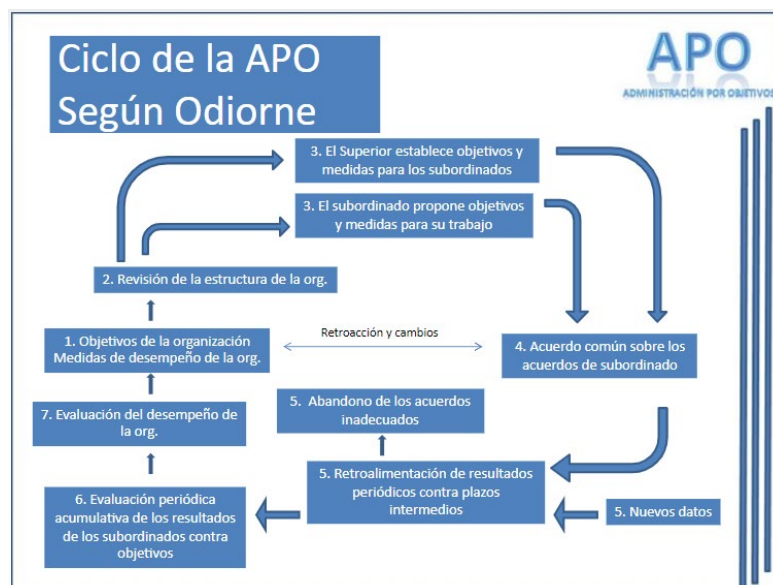 Ciclo de la APO
Según Odiorne
APO
ADMINISTRACIÓN POR OBJETIVOS
3. El Superior establece objetivos y
medidas para los subordinados
3. El subordinado propone objetivos
y medidas para su trabajo
2. Revisión de la estructura de la org.
1. Objetivos de la organización
Medidas de desempeño de la org.
Retroacción y cambios
4. Acuerdo común sobre los
acuerdos de subordinado
5. Abandono de los acuerdos
inadecuados
7. Evaluación del desempeño de
la org.
5. Retroalimentación de resultados
periódicos contra plazos
intermedios
5. Nuevos datos
6. Evaluación periódica
acumulativa de los resultados
de los subordinados contra
objetivos